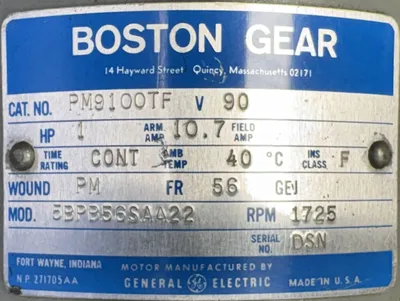 BOSTON GEAR
14 Hayward Street Quincy, Massachusetts 02171
CAT. NO. PM9100TF V 90
HP 1 ARM. AMP 10.7 FIELD AMP
TIME RATING CONT AMB TEMP 40 °C INS CLASS F
WOUND PM FR 56 GEJ
MOD. 5BPB56SAA22 RPM 1725
SERIAL NO. DSN
FORT WAYNE, INDIANA MOTOR MANUFACTURED BY
N.P. 271705AA GENERAL GE ELECTRIC MADE IN U.S.A.